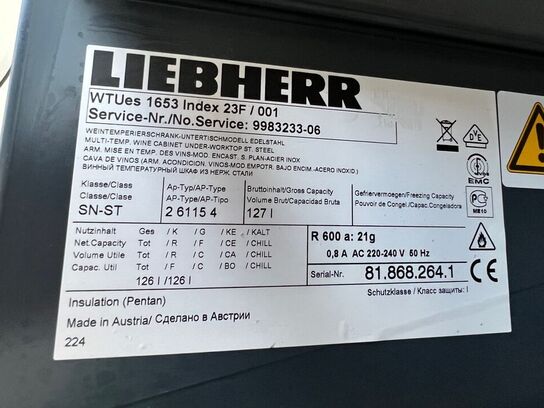 LIEBHERR
WTUes 1653 Index 23F / 001
Service-Nr./No.Service: 9983233-06
WEINTEMPERIERSCHRANK-UNTERTISCHMODELL EDELSTAHL
MULTI-TEMP. WINE CABINET UNDER-WORKTOP ST. STEEL
ARM. MISE EN TEMP. DES VINS-MOD. ENCAST. S. PLAN-ACIER INOX
CAVA DE VINOS (ARM. ACONDICION. VINOS-MOD. EMPOTRAR BAJO ENCIM.-ACERO INOXID.)
ВИННЫЙ ТЕМПЕРАТУРНЫЙ ШКАФ ИЗ НЕРЖ. СТАЛИ
Klasse/Class
Classe/Clase
SN-ST
Ap-Typ/AP-Type
AP-Type/AP-Tipo
2 6115 4
Bruttoinhalt/Gross Capacity
Volume Brut/Capacidad Bruta
127 l
Gefriervermogen/Freezing Capacity
Pouvoir de Congel./Capac.Congeladora
Nutzinhalt Ges / K / G / KE / KALT
Net.Capacity Tot / R / F / CE / CHILL
Volume Utile Tot / R / C / CA / CHILL
Capac. Util Tot / F / C / BO / CHILL
126 l /126 l
R 600 a: 21g
0,8 A AC 220-240 V 50 Hz
Serial-Nr. 81.868.264.1
Schutzklasse / Класс защиты: I
Insulation (Pentan)
Made in Austria/ Сделано в Австрии
224
DVE
EMC
ME10
CE